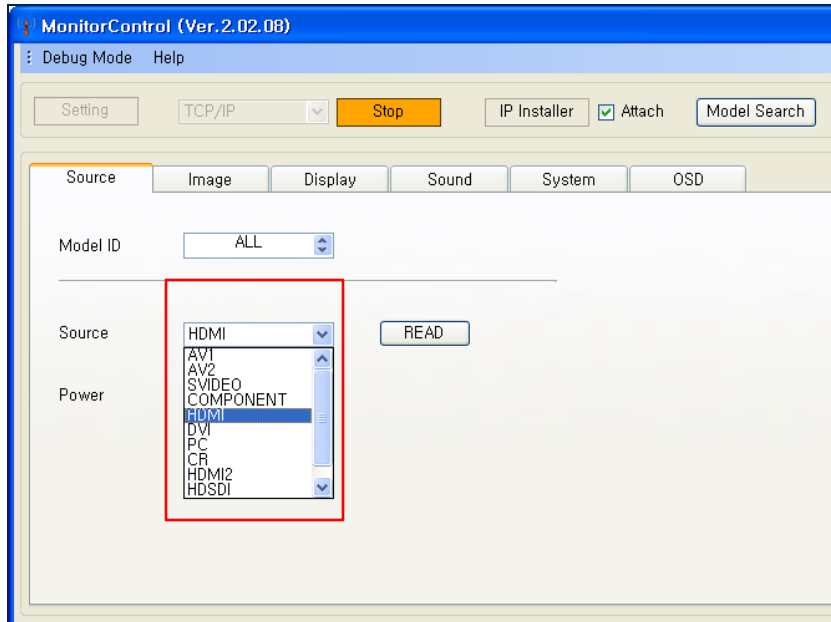 MonitorControl (Ver.2.02.08)
Debug Mode Help
Setting TCP/IP Stop IP Installer Attach Model Search
Source Image Display Sound System OSD
Model ID ALL
Source HDMI READ
AV1
AV2
SVIDEO
Power
COMPONENT
HDMI
DVI
PC
CR
HDMI2
HDSDI